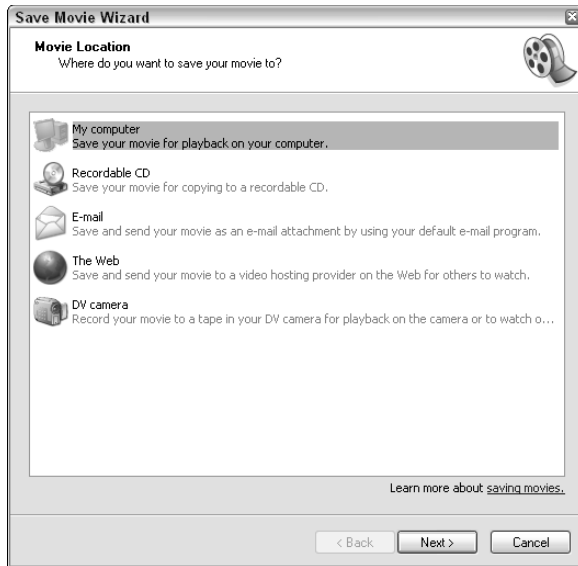 Save Movie Wizard
Movie Location
Where do you want to save your movie to?
My computer
Save your movie for playback on your computer.
Recordable CD
Save your movie for copying to a recordable CD.
E-mail
Save and send your movie as an e-mail attachment by using your default e-mail program.
The Web
Save and send your movie to a video hosting provider on the Web for others to watch.
DV camera
Record your movie to a tape in your DV camera for playback on the camera or to watch o...
Learn more about saving movies.
< Back Next > Cancel